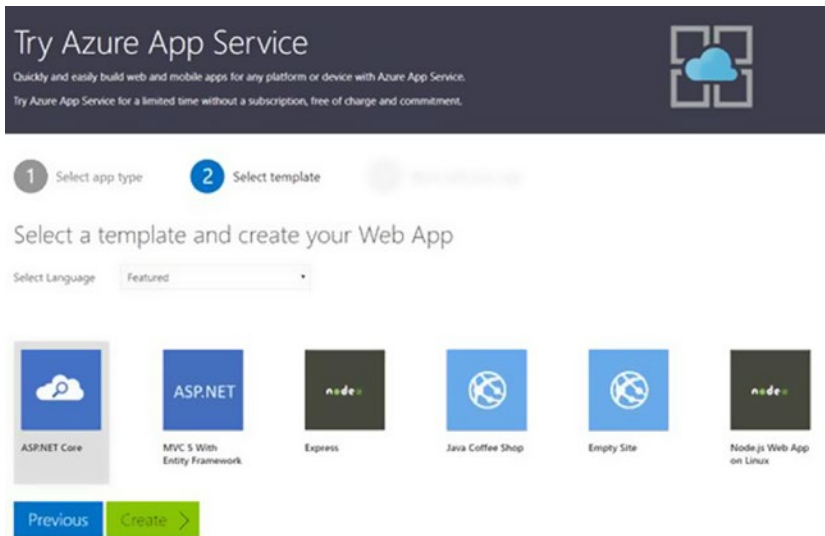 Try Azure App Service
Quickly and easily build web and mobile apps for any platform or device with Azure App Service.
Try Azure App Service for a limited time without a subscription, free of charge and commitment.
1 Select app type 2 Select template
Select a template and create your Web App
Select Language Featured
ASP.NET
node
node
ASP.NET Core
MVC 5 With
Entity Framework
Express
Java Coffee Shop
Empty Site
Node.js Web App
on Linux
Previous Create